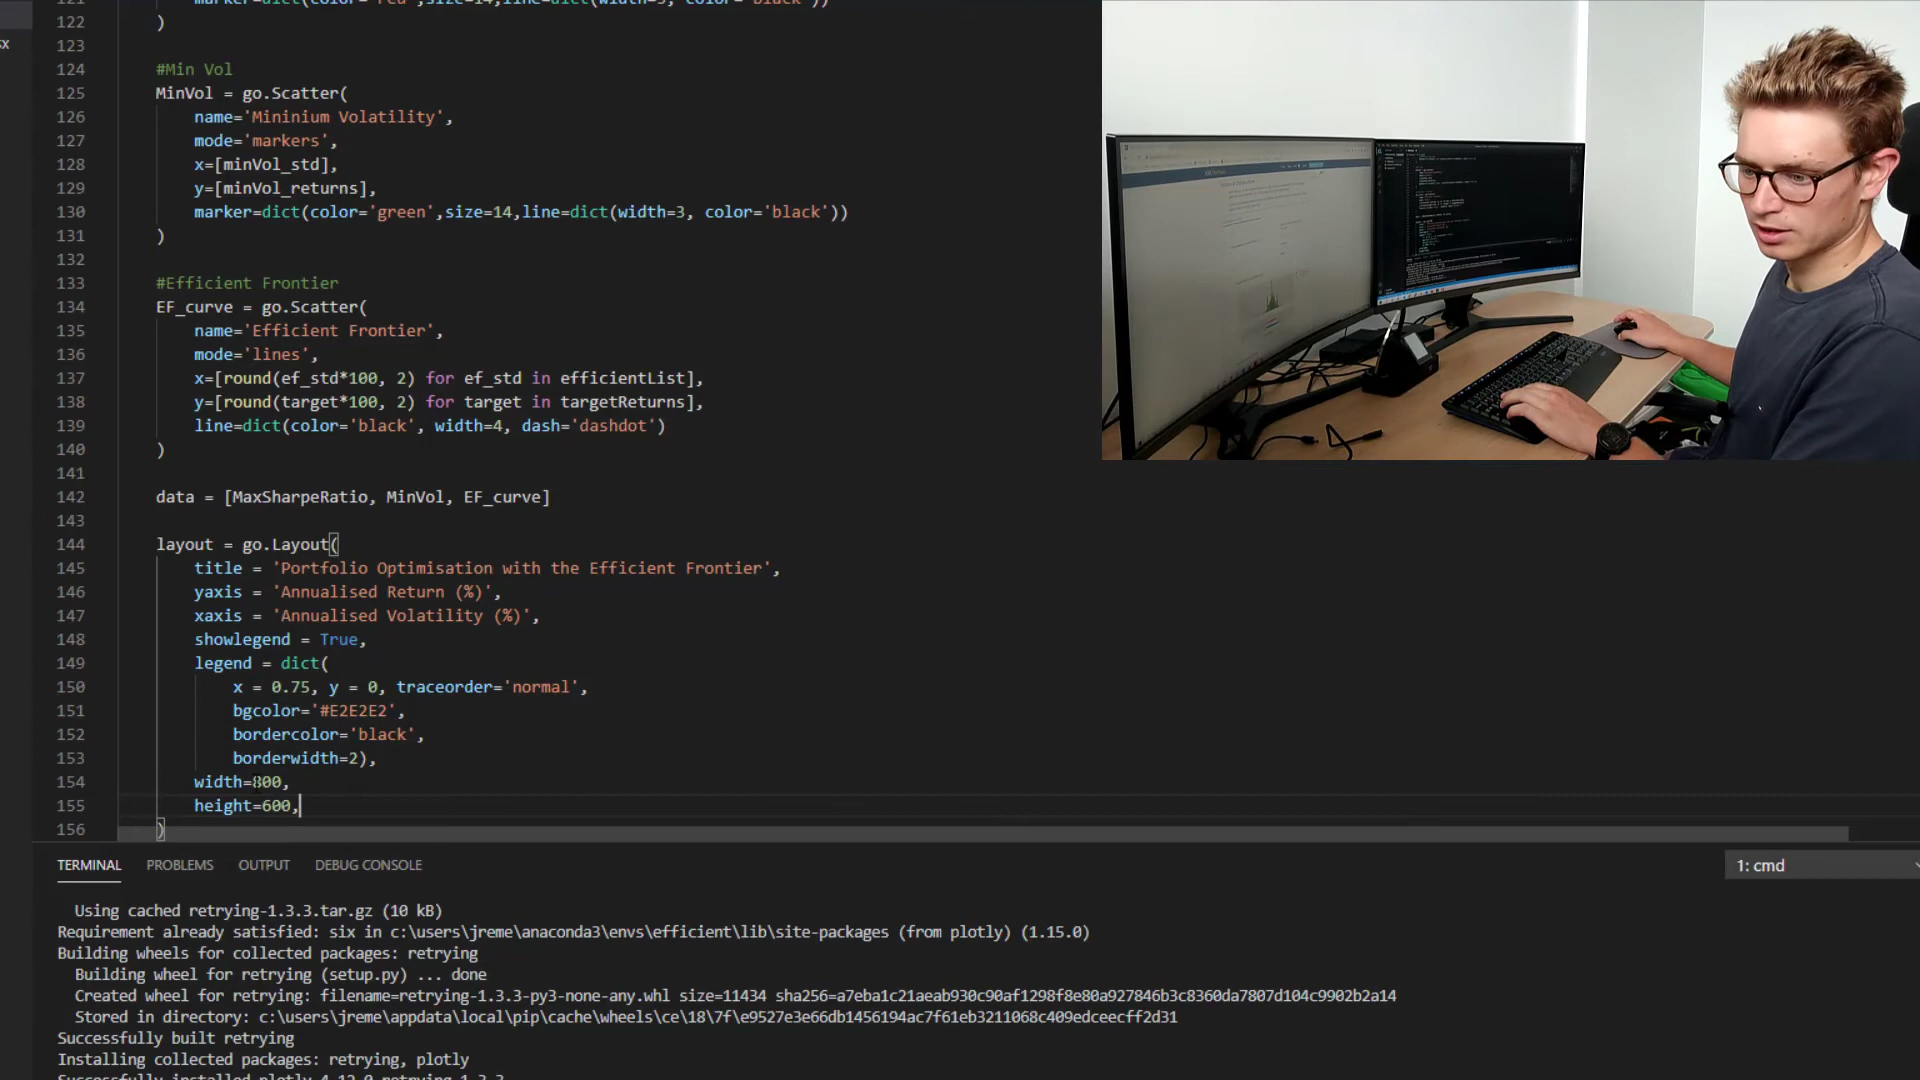 122 )
123
124 #Min Vol
125 MinVol = go.Scatter(
126 name='Mininium Volatility',
127 mode='markers',
128 x=[minVol_std],
129 y=[minVol_returns],
130 marker=dict(color='green',size=14,line=dict(width=3, color='black'))
131 )
132
133 #Efficient Frontier
134 EF_curve = go.Scatter(
135 name='Efficient Frontier',
136 mode='lines',
137 x=[round(ef_std*100, 2) for ef_std in efficientList],
138 y=[round(target*100, 2) for target in targetReturns],
139 line=dict(color='black', width=4, dash='dashdot')
140 )
141
142 data = [MaxSharpeRatio, MinVol, EF_curve]
143
144 layout = go.Layout(
145 title = 'Portfolio Optimisation with the Efficient Frontier',
146 yaxis = 'Annualised Return (%)',
147 xaxis = 'Annualised Volatility (%)',
148 showlegend = True,
149 legend = dict(
150 x = 0.75, y = 0, traceorder='normal',
151 bgcolor='#E2E2E2',
152 bordercolor='black',
153 borderwidth=2),
154 width=800,
155 height=600,
156 )
TERMINAL PROBLEMS OUTPUT DEBUG CONSOLE 1: cmd
Using cached retrying-1.3.3.tar.gz (10 kB)
Requirement already satisfied: six in c:\users\jreme\anaconda3\envs\efficient\lib\site-packages (from plotly) (1.15.0)
Building wheels for collected packages: retrying
Building wheel for retrying (setup.py) ... done
Created wheel for retrying: filename=retrying-1.3.3-py3-none-any.whl size=11434 sha256=a7eba1c21aeab930c90af1298f8e80a927846b3c8360da7807d104c9902b2a14
Stored in directory: c:\users\jreme\appdata\local\pip\cache\wheels\ce\18\7f\e9527e3e66db1456194ac7f61eb3211068c409edceecff2d31
Successfully built retrying
Installing collected packages: retrying, plotly
Successfully installed plotly-4.12.0 retrying-1.3.3